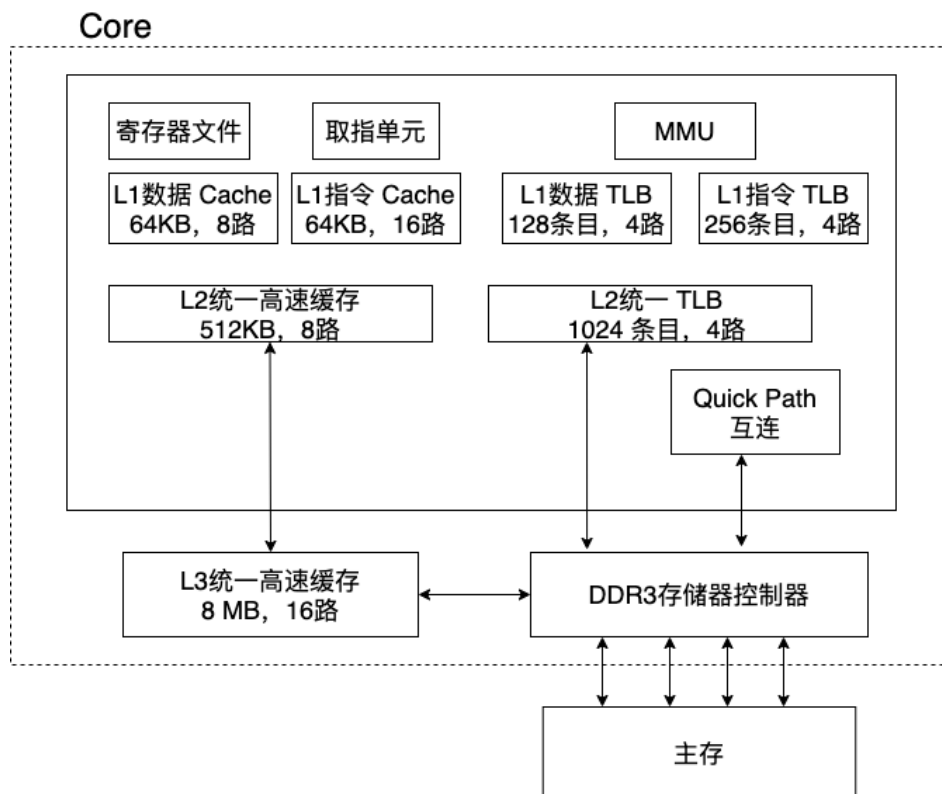 Core
寄存器文件
取指单元
MMU
L1数据 Cache
64KB，8路
L1指令 Cache
64KB，16路
L1数据 TLB
128条目，4路
L1指令 TLB
256条目，4路
L2统一高速缓存
512KB，8路
L2统一 TLB
1024 条目，4路
Quick Path
互连
L3统一高速缓存
8 MB，16路
DDR3存储器控制器
主存